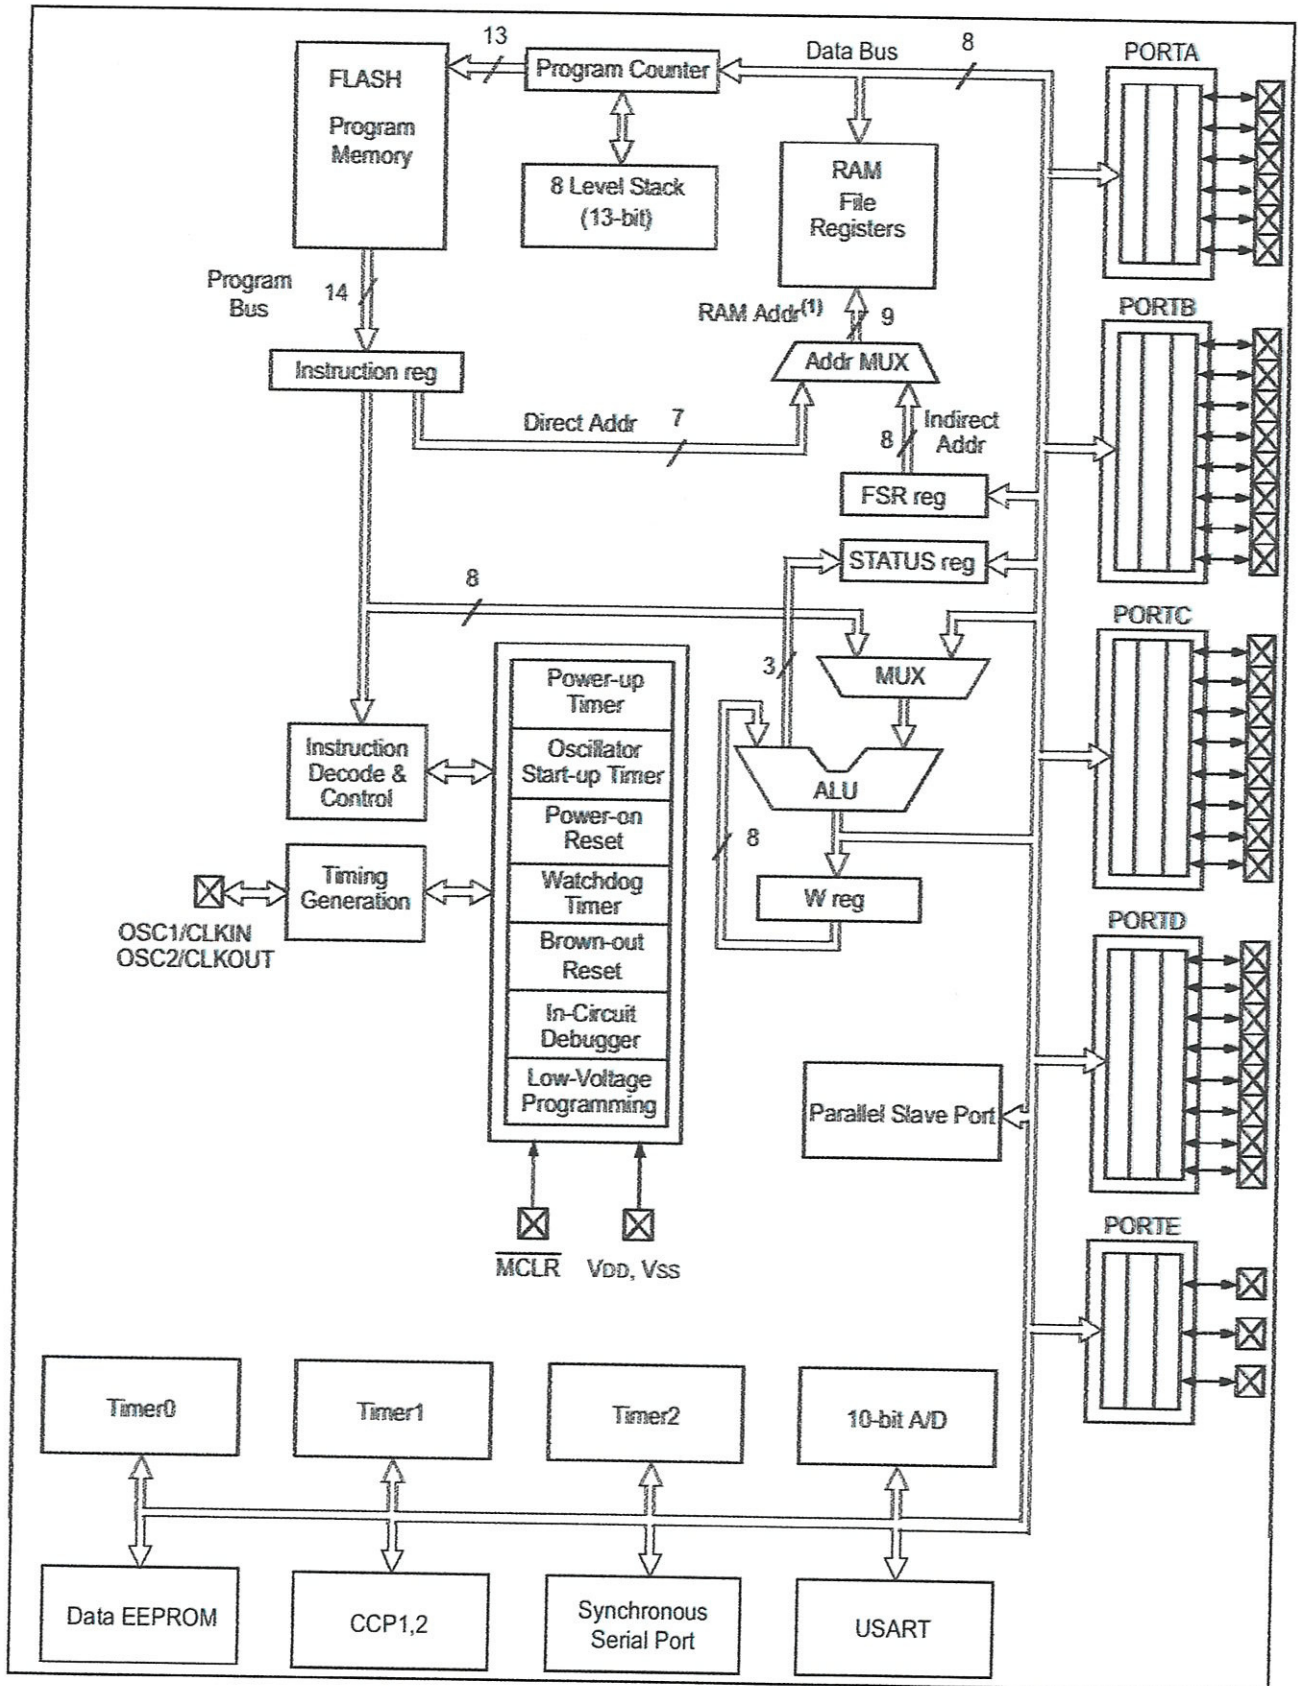 13
Data Bus
8
PORTA
FLASH
Program
Memory
Program Counter
8 Level Stack
(13-bit)
RAM
File
Registers
Program
Bus
14
RAM Addr(1)
9
PORTB
Instruction reg
Addr MUX
Direct Addr
7
8
Indirect
Addr
FSR reg
STATUS reg
8
PORTC
3
MUX
Power-up
Timer
Instruction
Decode &
Control
Oscillator
Start-up Timer
ALU
Power-on
Reset
8
Timing
Generation
Watchdog
Timer
W reg
OSC1/CLKIN
OSC2/CLKOUT
Brown-out
Reset
PORTD
In-Circuit
Debugger
Low-Voltage
Programming
Parallel Slave Port
MCLR
VDD, VSS
PORTE
Timer0
Timer1
Timer2
10-bit A/D
Data EEPROM
CCP1,2
Synchronous
Serial Port
USART